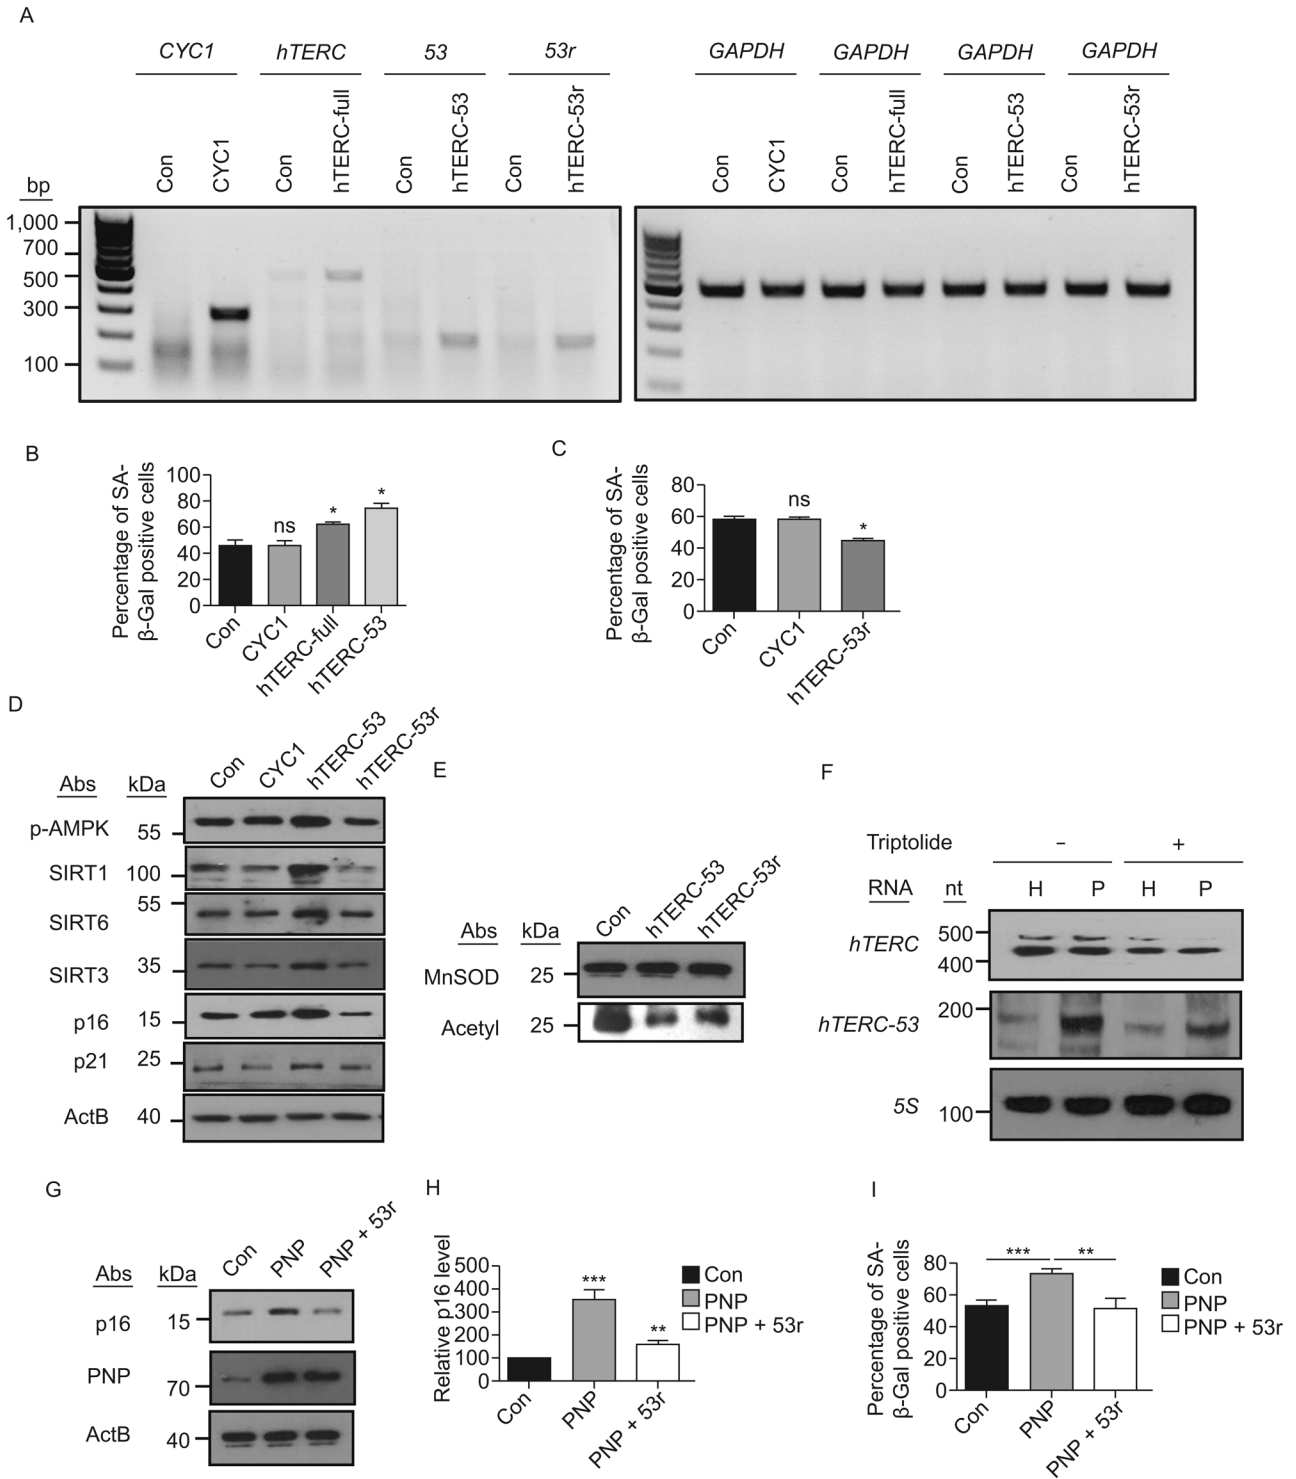 A
CYC1 hTERC 53 53r GAPDH GAPDH GAPDH GAPDH
Con CYC1 Con hTERC-full Con hTERC-53 Con hTERC-53r Con CYC1 Con hTERC-full Con hTERC-53 Con hTERC-53r
bp
1,000
700
500
300
100
B
Percentage of SA-
β-Gal positive cells
100
80
60
40
20
0
ns * *
Con CYC1 hTERC-full hTERC-53
C
Percentage of SA-
β-Gal positive cells
80
60
40
20
0
ns *
Con CYC1 hTERC-53r
D
Con CYC1 hTERC-53 hTERC-53r
Abs kDa
p-AMPK 55
SIRT1 100
SIRT6 55
SIRT3 35
p16 15
p21 25
ActB 40
E
Con hTERC-53 hTERC-53r
Abs kDa
MnSOD 25
Acetyl 25
F
Triptolide – +
RNA nt H P H P
hTERC 500
400
hTERC-53 200
5S 100
G
Con PNP PNP + 53r
Abs kDa
p16 15
PNP 70
ActB 40
H
Relative p16 level
500
400
300
200
100
0
*** **
Con PNP PNP + 53r
Con
PNP
PNP + 53r
I
Percentage of SA-
β-Gal positive cells
80
60
40
20
0
*** **
Con PNP PNP + 53r
Con
PNP
PNP + 53r